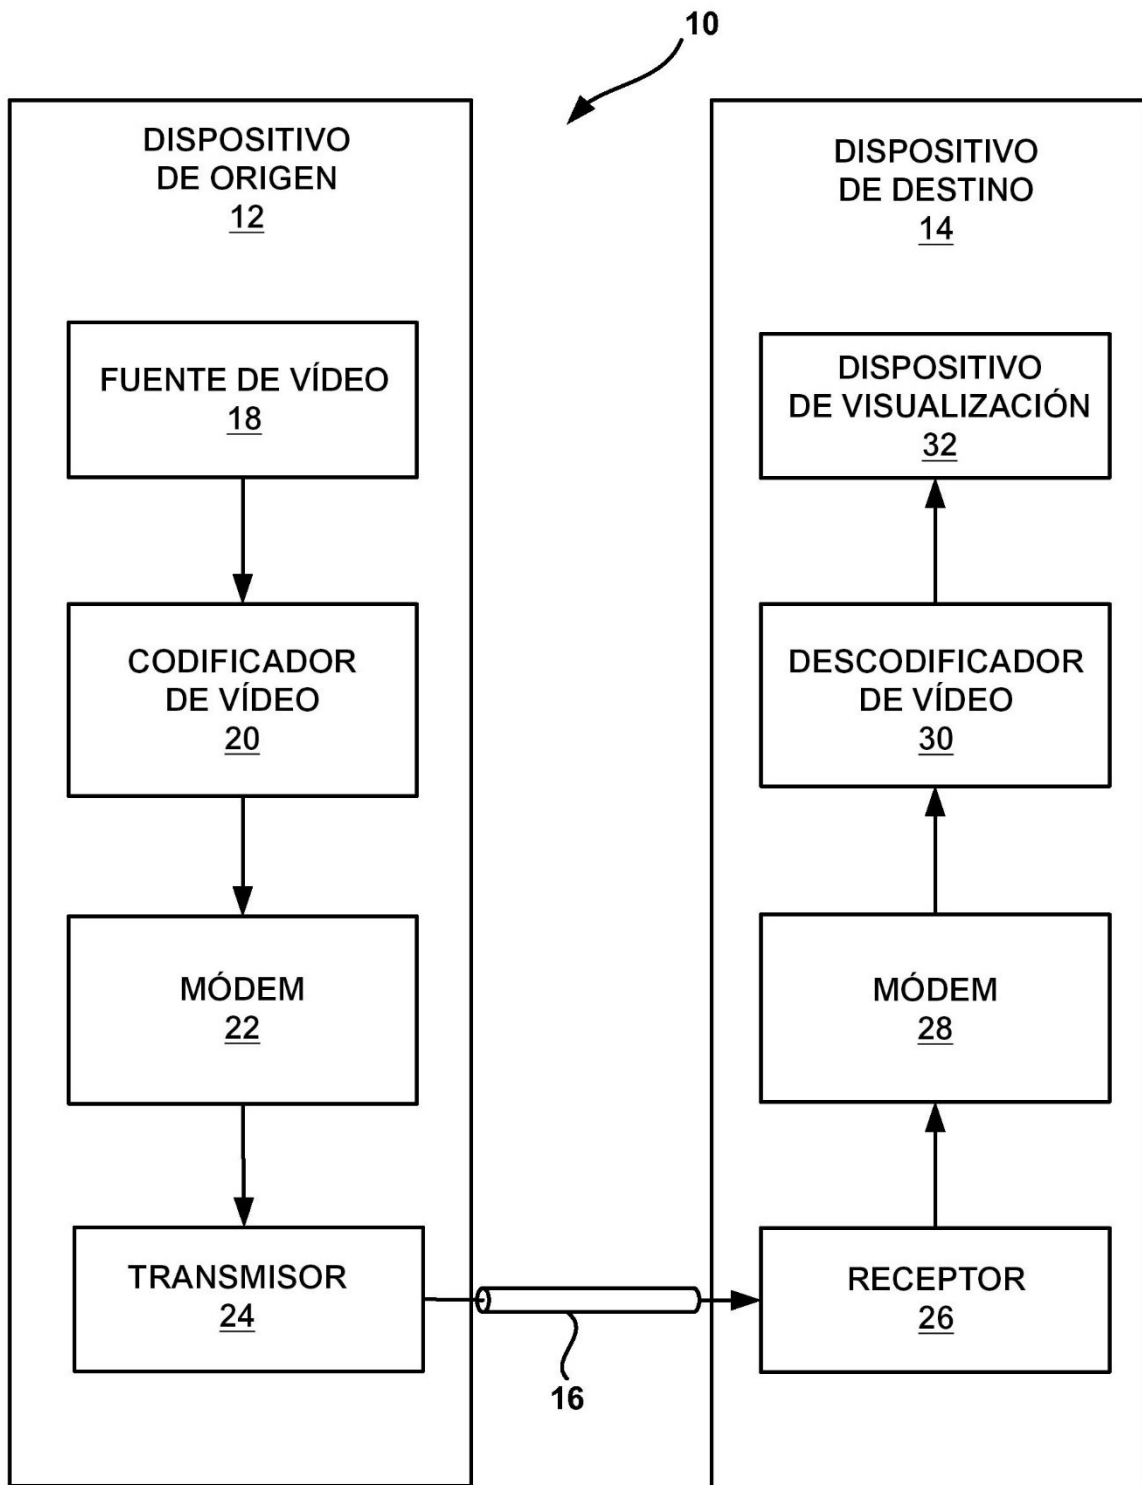 10
DISPOSITIVO
DE ORIGEN
12
FUENTE DE VÍDEO
18
CODIFICADOR
DE VÍDEO
20
MÓDEM
22
TRANSMISOR
24
16
DISPOSITIVO
DE DESTINO
14
DISPOSITIVO
DE VISUALIZACIÓN
32
DESCODIFICADOR
DE VÍDEO
30
MÓDEM
28
RECEPTOR
26